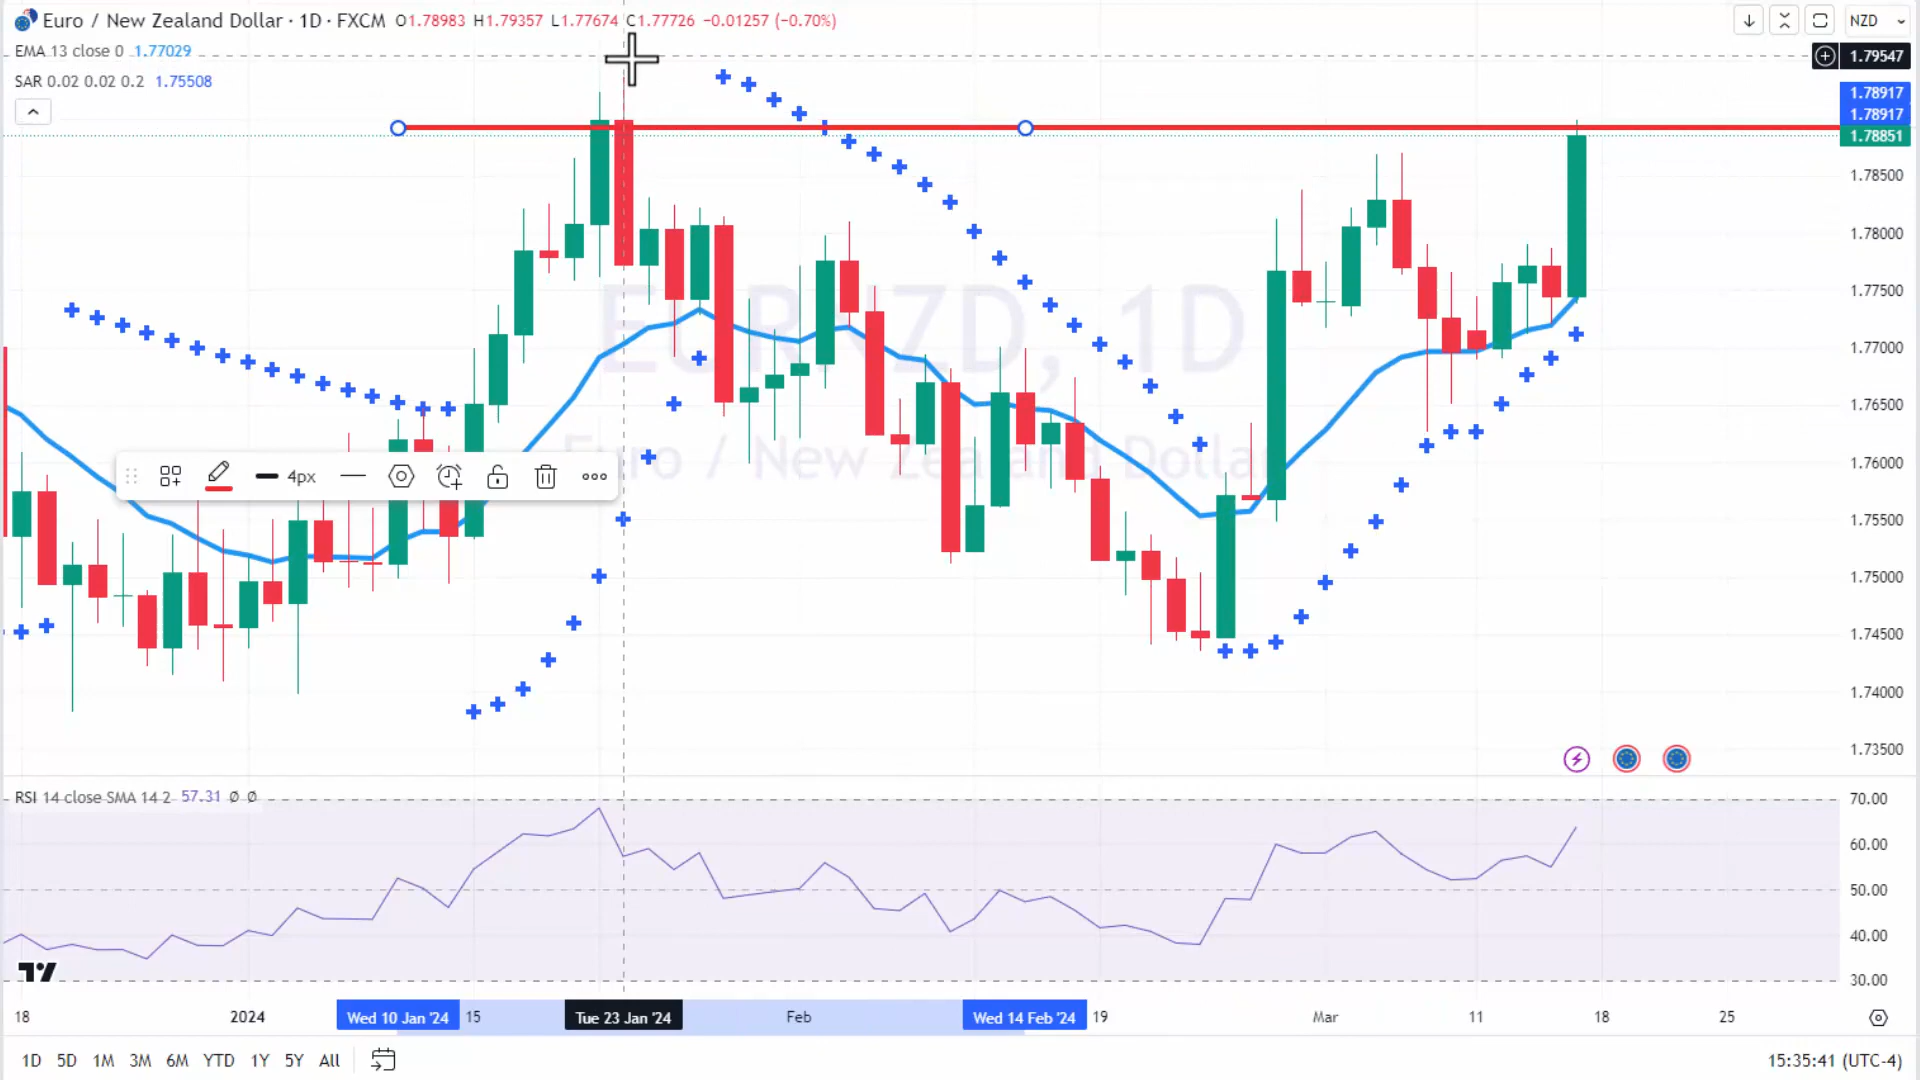 Euro / New Zealand Dollar · 1D · FXCM O1.78983 H1.79357 L1.77674 C1.77726 −0.01257 (−0.70%)
NZD
EMA 13 close 0 1.77029
1.79547
SAR 0.02 0.02 0.2 1.75508
1.78917
1.78917
1.78851
1.78500
1.78000
1.77500
EURNZD, 1D
1.77000
1.76500
Euro / New Zealand Dollar
1.76000
4px
1.75500
1.75000
1.74500
1.74000
1.73500
RSI 14 close SMA 14 2 57.31 Ø Ø
70.00
60.00
50.00
40.00
30.00
18 2024 Wed 10 Jan '24 15 Tue 23 Jan '24 Feb Wed 14 Feb '24 19 Mar 11 18 25
1D 5D 1M 3M 6M YTD 1Y 5Y All
15:35:41 (UTC-4)